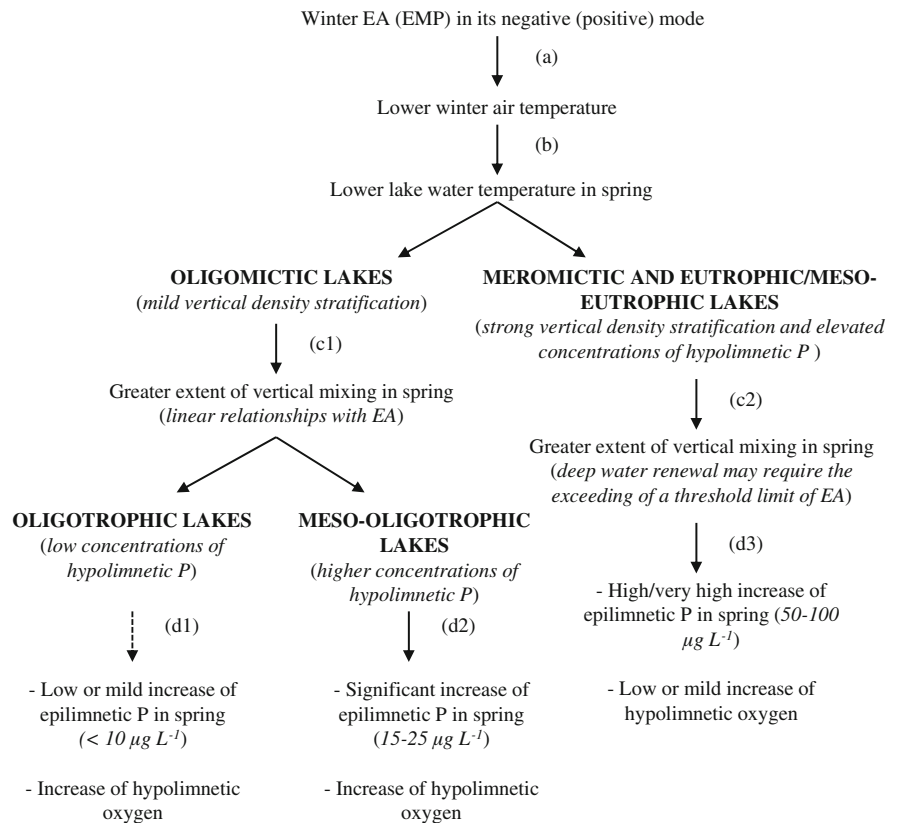 Winter EA (EMP) in its negative (positive) mode
(a)
Lower winter air temperature
(b)
Lower lake water temperature in spring
OLIGOMICTIC LAKES
(mild vertical density stratification)
(c1)
Greater extent of vertical mixing in spring
(linear relationships with EA)
MEROMICTIC AND EUTROPHIC/MESO-
EUTROPHIC LAKES
(strong vertical density stratification and elevated
concentrations of hypolimnetic P )
(c2)
Greater extent of vertical mixing in spring
(deep water renewal may require the
exceeding of a threshold limit of EA)
OLIGOTROPHIC LAKES
(low concentrations of
hypolimnetic P)
(d1)
- Low or mild increase of
epilimnetic P in spring
(< 10 µg L-1)
- Increase of hypolimnetic
oxygen
MESO-OLIGOTROPHIC
LAKES
(higher concentrations of
hypolimnetic P)
(d2)
- Significant increase of
epilimnetic P in spring
(15-25 µg L-1)
- Increase of hypolimnetic
oxygen
(d3)
- High/very high increase of
epilimnetic P in spring (50-100
µg L-1)
- Low or mild increase of
hypolimnetic oxygen